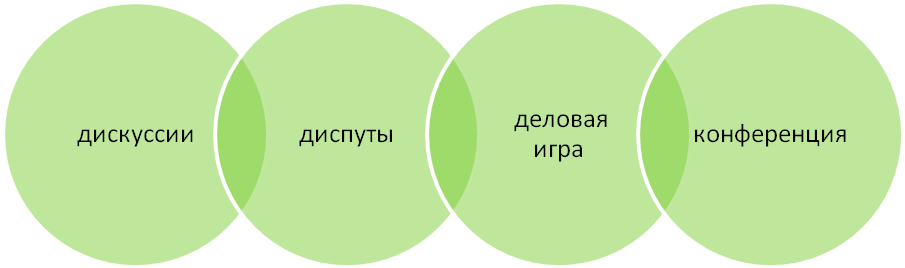 дискуссии
диспуты
деловая
игра
конференция